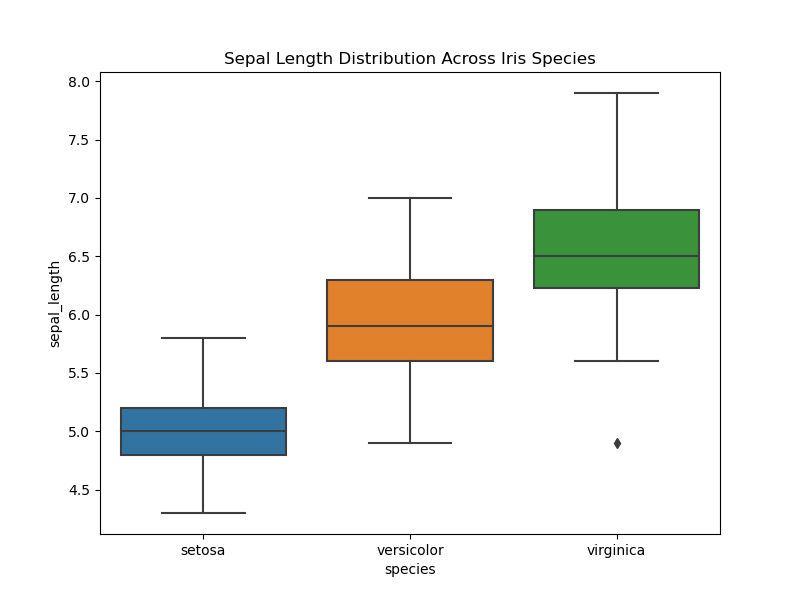 Sepal Length Distribution Across Iris Species
8.0
7.5
7.0
6.5
6.0
5.5
5.0
4.5
sepal_length
setosa versicolor virginica
species